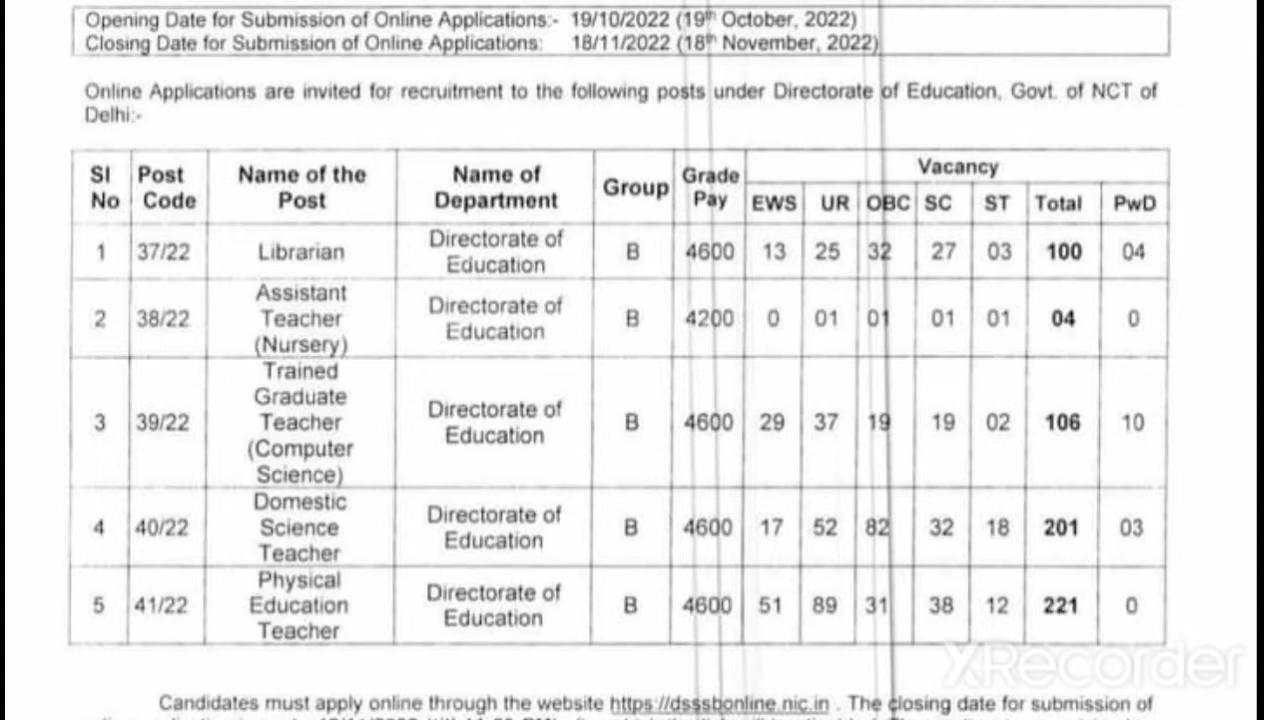 Opening Date for Submission of Online Applications:- 19/10/2022 (19th October, 2022)
Closing Date for Submission of Online Applications: 18/11/2022 (18th November, 2022)
Online Applications are invited for recruitment to the following posts under Directorate of Education, Govt. of NCT of
Delhi:-
Sl No Post Code Name of the Post Name of Department Group Grade Pay Vacancy
EWS UR OBC SC ST Total PwD
1 37/22 Librarian Directorate of Education B 4600 13 25 32 27 03 100 04
2 38/22 Assistant Teacher (Nursery) Directorate of Education B 4200 0 01 01 01 01 04 0
3 39/22 Trained Graduate Teacher (Computer Science) Directorate of Education B 4600 29 37 19 19 02 106 10
4 40/22 Domestic Science Teacher Directorate of Education B 4600 17 52 82 32 18 201 03
5 41/22 Physical Education Teacher Directorate of Education B 4600 51 89 31 38 12 221 0
XRecorder
Candidates must apply online through the website https://dsssbonline.nic.in . The closing date for submission of